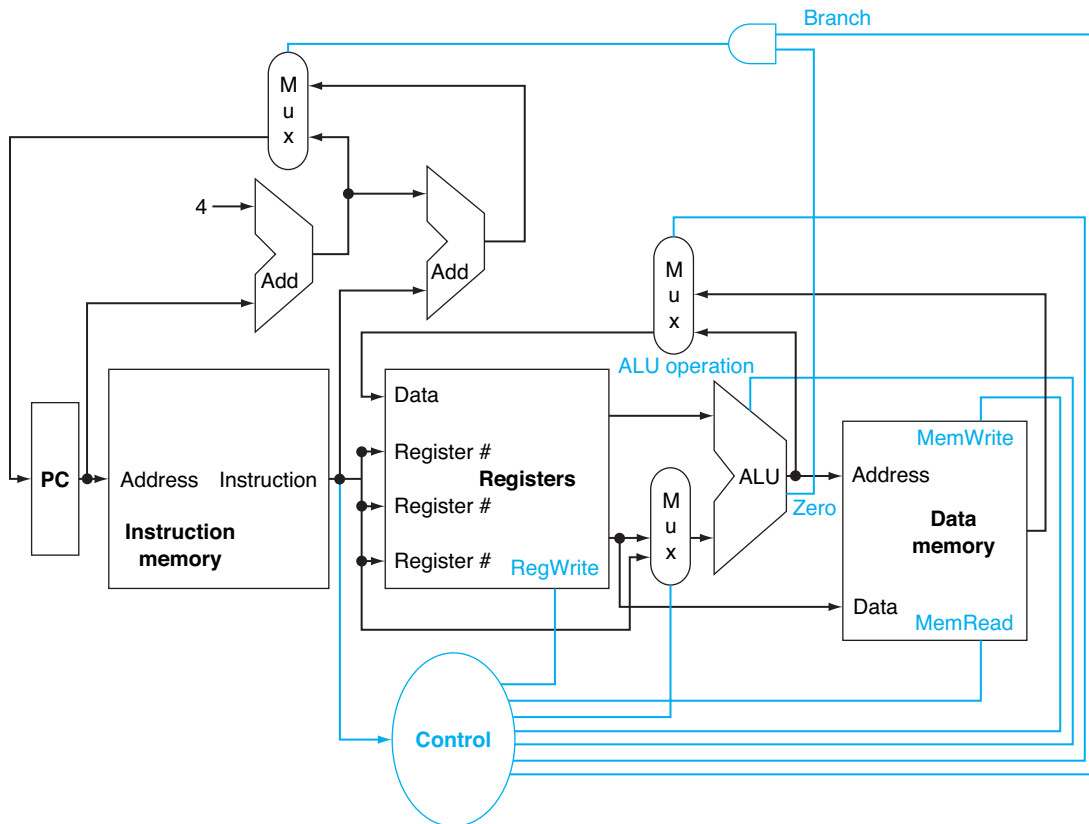 Branch
M
u
x
4
Add
Add
M
u
x
ALU operation
Data
Register #
Registers
Register #
Register #
RegWrite
PC
Address
Instruction
Instruction
memory
M
u
x
ALU
Zero
MemWrite
Address
Data
memory
Data
MemRead
Control